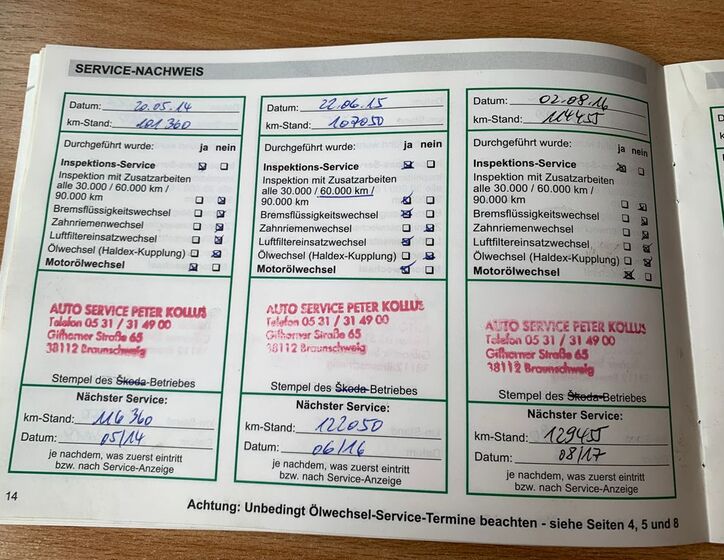 SERVICE-NACHWEIS
Datum: 20.05.14
km-Stand: 101 360
Durchgeführt wurde: ja nein
Inspektions-Service
Inspektion mit Zusatzarbeiten
alle 30.000 / 60.000 km /
90.000 km
Bremsflüssigkeitswechsel
Zahnriemenwechsel
Luftfiltereinsatzwechsel
Ölwechsel (Haldex-Kupplung)
Motorölwechsel
AUTO SERVICE PETER KOLLUS
Telefon 05 31 / 31 49 00
Gifhorner Straße 65
38112 Braunschweig
Stempel des Škoda-Betriebes
Nächster Service:
km-Stand: 116 360
Datum: 05/14
je nachdem, was zuerst eintritt
bzw. nach Service-Anzeige
Datum: 22.06.15
km-Stand: 107050
Durchgeführt wurde: ja nein
Inspektions-Service
Inspektion mit Zusatzarbeiten
alle 30.000 / 60.000 km /
90.000 km
Bremsflüssigkeitswechsel
Zahnriemenwechsel
Luftfiltereinsatzwechsel
Ölwechsel (Haldex-Kupplung)
Motorölwechsel
AUTO SERVICE PETER KOLLUS
Telefon 05 31 / 31 49 00
Gifhorner Straße 65
38112 Braunschweig
Stempel des Škoda-Betriebes
Nächster Service:
km-Stand: 122050
Datum: 06/16
je nachdem, was zuerst eintritt
bzw. nach Service-Anzeige
Datum: 02.08.16
km-Stand: 114455
Durchgeführt wurde: ja nein
Inspektions-Service
Inspektion mit Zusatzarbeiten
alle 30.000 / 60.000 km /
90.000 km
Bremsflüssigkeitswechsel
Zahnriemenwechsel
Luftfiltereinsatzwechsel
Ölwechsel (Haldex-Kupplung)
Motorölwechsel
AUTO SERVICE PETER KOLLUS
Telefon 05 31 / 31 49 00
Gifhorner Straße 65
38112 Braunschweig
Stempel des Škoda-Betriebes
Nächster Service:
km-Stand: 129455
Datum: 08/17
je nachdem, was zuerst eintritt
bzw. nach Service-Anzeige
14
Achtung: Unbedingt Ölwechsel-Service-Termine beachten - siehe Seiten 4, 5 und 8